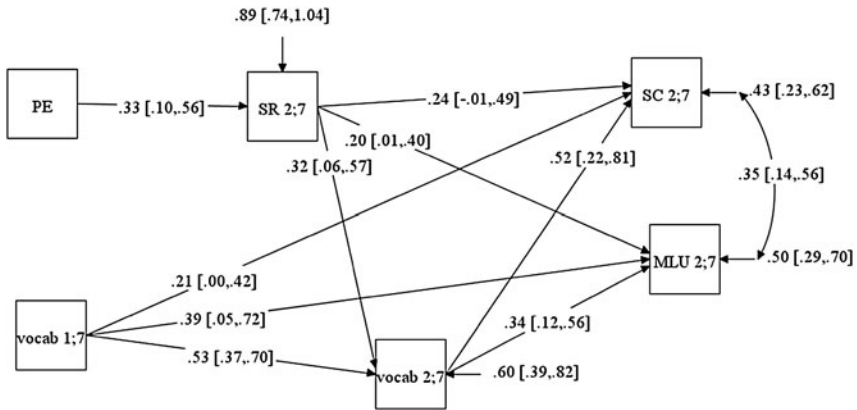 .89 [.74,1.04]
PE
.33 [.10,.56]
SR 2;7
.24 [-.01,.49]
SC 2;7
.43 [.23,.62]
.20 [.01,.40]
.32 [.06,.57]
.52 [.22,.81]
.35 [.14,.56]
MLU 2;7
.50 [.29,.70]
.21 [.00,.42]
.39 [.05,.72]
vocab 1;7
.34 [.12,.56]
.53 [.37,.70]
vocab 2;7
.60 [.39,.82]